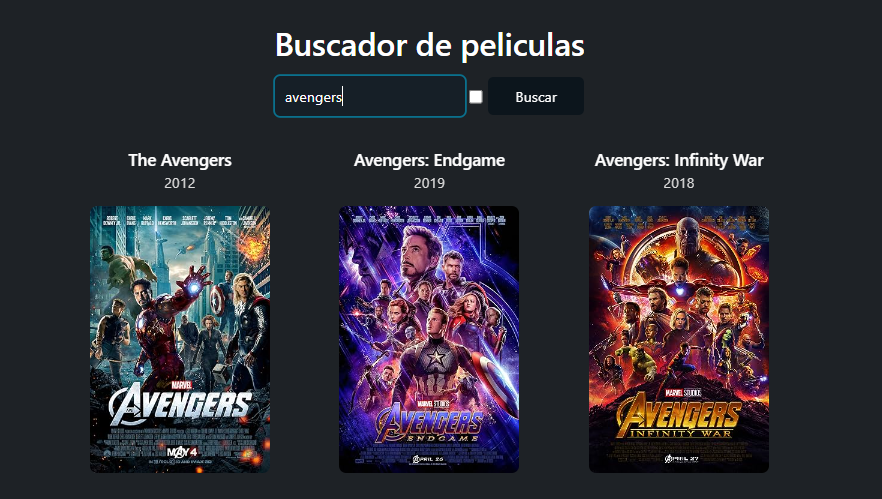 Buscador de peliculas
avengers
Buscar
The Avengers
2012
Avengers: Endgame
2019
Avengers: Infinity War
2018
MARVEL
AVENGERS
MAY 4
MARVEL STUDIOS
AVENGERS
ENDGAME
APRIL 26
MARVEL STUDIOS
AVENGERS
INFINITY WAR
APRIL 27